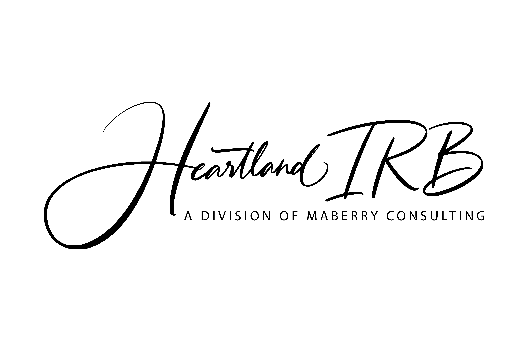 Heartland IRB
A DIVISION OF MABERRY CONSULTING